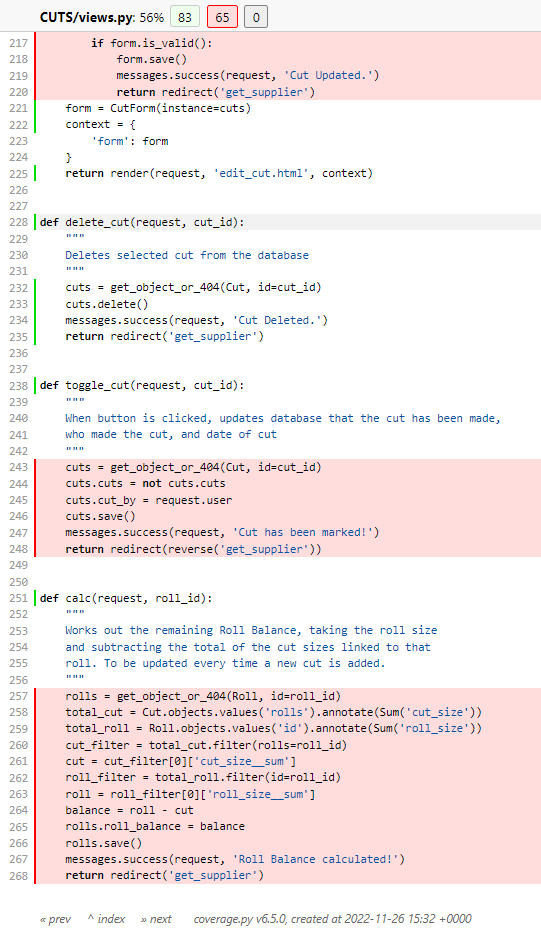 CUTS/views.py: 56% 83 65 0
217 if form.is_valid():
218 form.save()
219 messages.success(request, 'Cut Updated.')
220 return redirect('get_supplier')
221 form = CutForm(instance=cuts)
222 context = {
223 'form': form
224 }
225 return render(request, 'edit_cut.html', context)
226
227
228 def delete_cut(request, cut_id):
229 """
230 Deletes selected cut from the database
231 """
232 cuts = get_object_or_404(Cut, id=cut_id)
233 cuts.delete()
234 messages.success(request, 'Cut Deleted.')
235 return redirect('get_supplier')
236
237
238 def toggle_cut(request, cut_id):
239 """
240 When button is clicked, updates database that the cut has been made,
241 who made the cut, and date of cut
242 """
243 cuts = get_object_or_404(Cut, id=cut_id)
244 cuts.cuts = not cuts.cuts
245 cuts.cut_by = request.user
246 cuts.save()
247 messages.success(request, 'Cut has been marked!')
248 return redirect(reverse('get_supplier'))
249
250
251 def calc(request, roll_id):
252 """
253 Works out the remaining Roll Balance, taking the roll size
254 and subtracting the total of the cut sizes linked to that
255 roll. To be updated every time a new cut is added.
256 """
257 rolls = get_object_or_404(Roll, id=roll_id)
258 total_cut = Cut.objects.values('rolls').annotate(Sum('cut_size'))
259 total_roll = Roll.objects.values('id').annotate(Sum('roll_size'))
260 cut_filter = total_cut.filter(rolls=roll_id)
261 cut = cut_filter[0]['cut_size__sum']
262 roll_filter = total_roll.filter(id=roll_id)
263 roll = roll_filter[0]['roll_size__sum']
264 balance = roll - cut
265 rolls.roll_balance = balance
266 rolls.save()
267 messages.success(request, 'Roll Balance calculated!')
268 return redirect('get_supplier')
« prev ^ index » next coverage.py v6.5.0, created at 2022-11-26 15:32 +0000